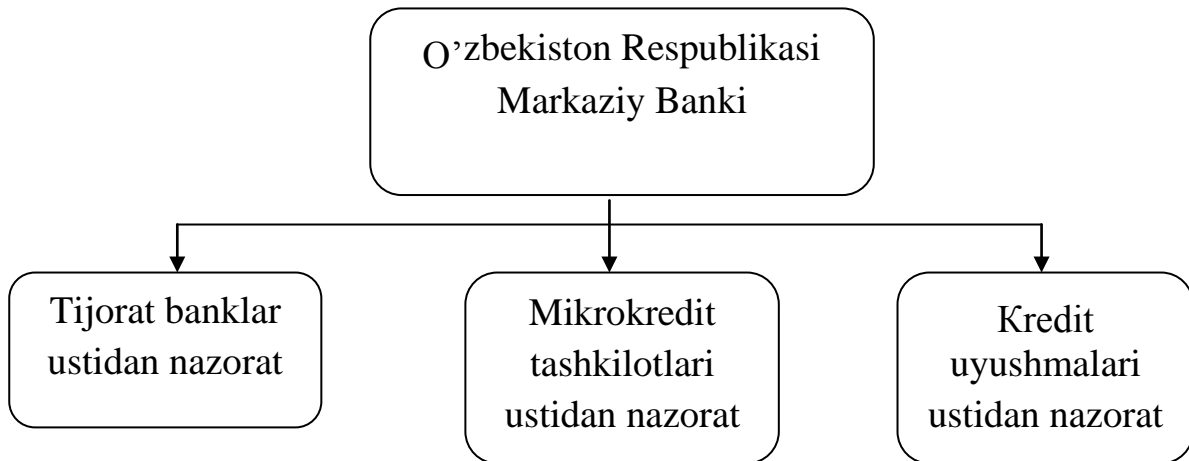 O’zbekiston Respublikasi
Markaziy Banki
Tijorat banklar
ustidan nazorat
Mikrokredit
tashkilotlari
ustidan nazorat
Kredit
uyushmalari
ustidan nazorat